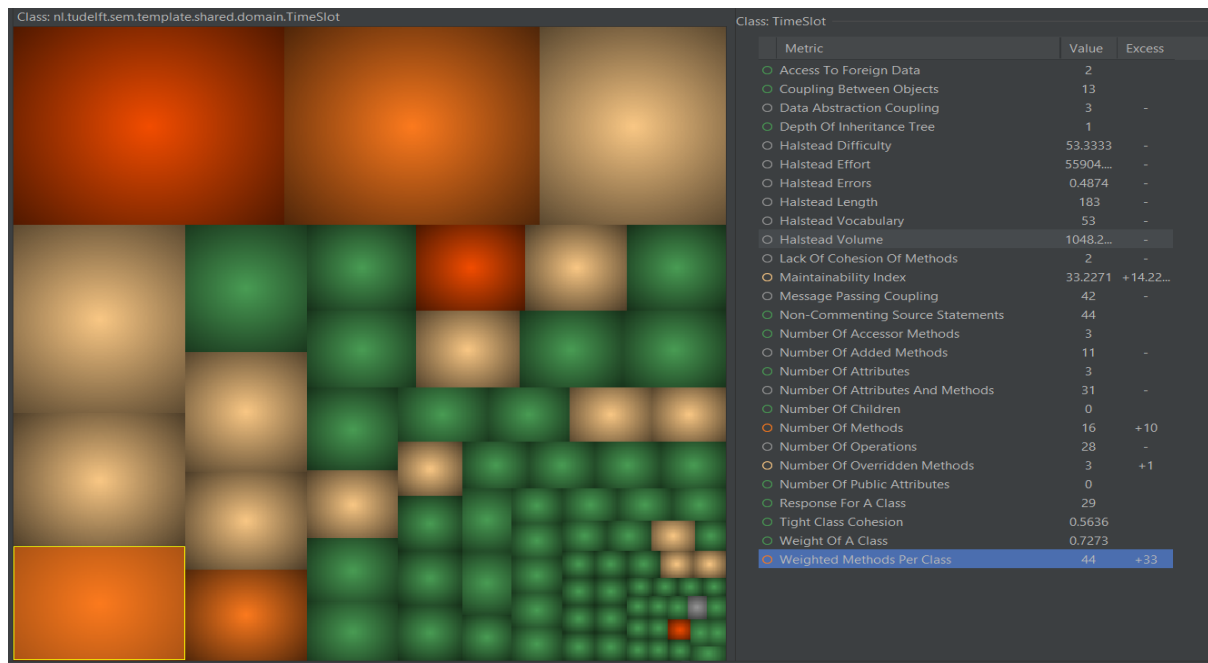 Class: nl.tudelft.sem.template.shared.domain.TimeSlot
Class: TimeSlot
Metric Value Excess
Access To Foreign Data 2
Coupling Between Objects 13
Data Abstraction Coupling 3 -
Depth Of Inheritance Tree 1
Halstead Difficulty 53.3333 -
Halstead Effort 55904.... -
Halstead Errors 0.4874 -
Halstead Length 183 -
Halstead Vocabulary 53 -
Halstead Volume 1048.2... -
Lack Of Cohesion Of Methods 2 -
Maintainability Index 33.2271 +14.22...
Message Passing Coupling 42 -
Non-Commenting Source Statements 44
Number Of Accessor Methods 3
Number Of Added Methods 11 -
Number Of Attributes 3
Number Of Attributes And Methods 31 -
Number Of Children 0
Number Of Methods 16 +10
Number Of Operations 28 -
Number Of Overridden Methods 3 +1
Number Of Public Attributes 0
Response For A Class 29
Tight Class Cohesion 0.5636
Weight Of A Class 0.7273
Weighted Methods Per Class 44 +33